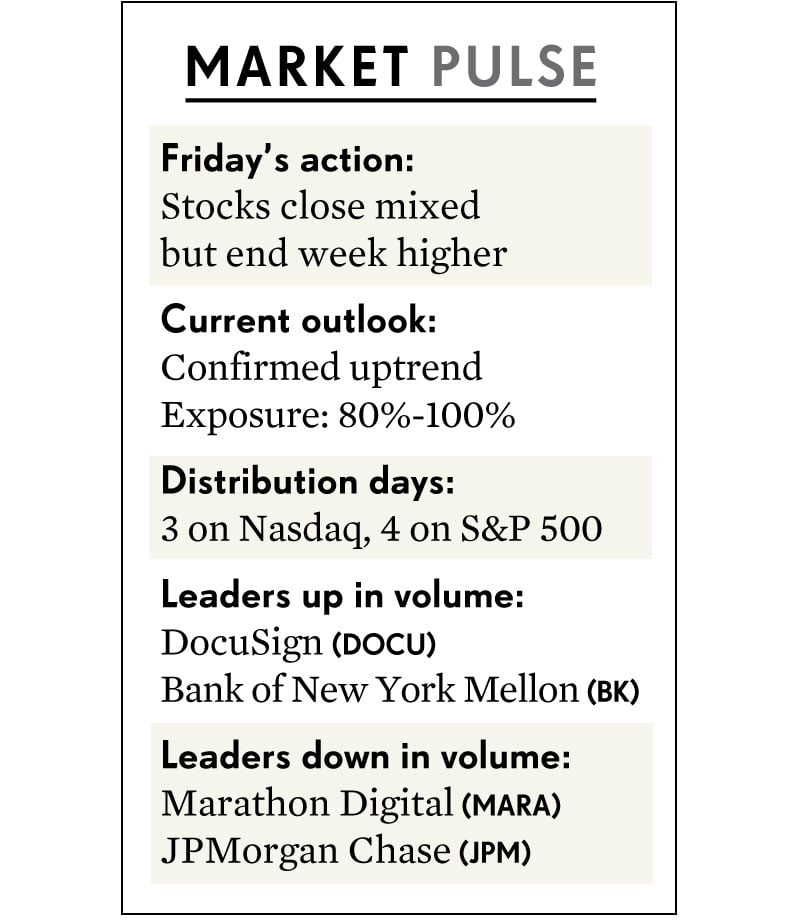 MARKET PULSE
Friday’s action:
Stocks close mixed
but end week higher
Current outlook:
Confirmed uptrend
Exposure: 80%-100%
Distribution days:
3 on Nasdaq, 4 on S&P 500
Leaders up in volume:
DocuSign (DOCU)
Bank of New York Mellon (BK)
Leaders down in volume:
Marathon Digital (MARA)
JPMorgan Chase (JPM)